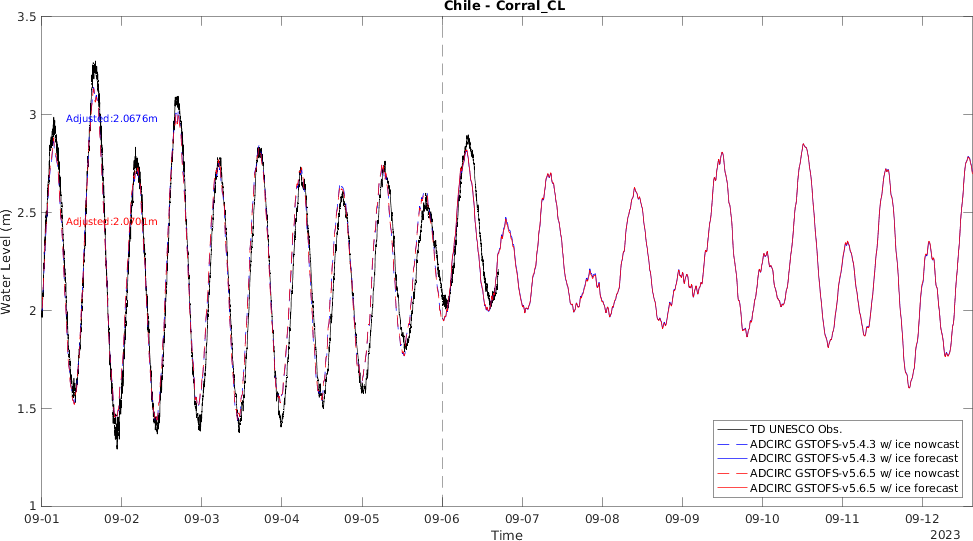 Chile - Corral_CL
3.5
3
2.5
2
1.5
1
Water Level (m)
Adjusted:2.0676m
Adjusted:2.0701m
TD UNESCO Obs.
ADCIRC GSTOFS-v5.4.3 w/ ice nowcast
ADCIRC GSTOFS-v5.4.3 w/ ice forecast
ADCIRC GSTOFS-v5.6.5 w/ ice nowcast
ADCIRC GSTOFS-v5.6.5 w/ ice forecast
09-01 09-02 09-03 09-04 09-05 09-06 09-07 09-08 09-09 09-10 09-11 09-12
Time
2023